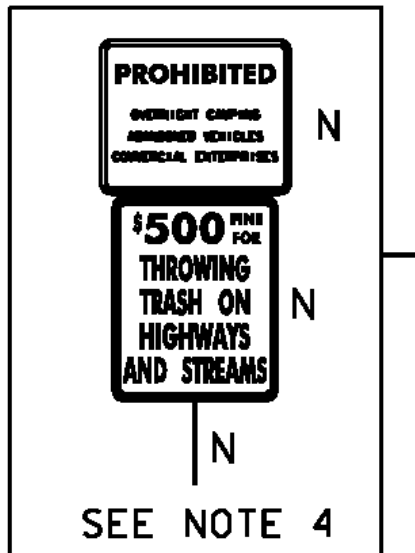 PROHIBITED
OVERNIGHT CAMPING
ABANDONED VEHICLES
COMMERCIAL ENTERPRISES
N
$500 FINE FOR
THROWING
TRASH ON
HIGHWAYS
AND STREAMS
N
N
SEE NOTE 4